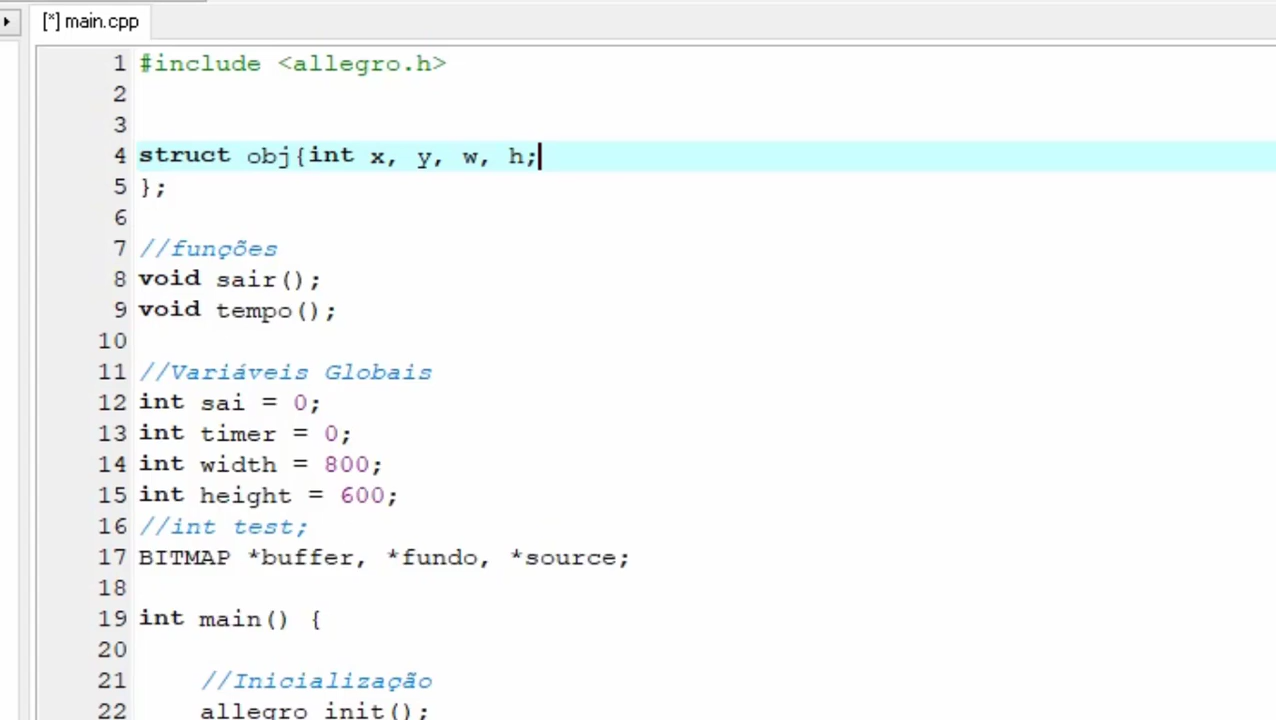 [*] main.cpp
1 #include <allegro.h>
2
3
4 struct obj{int x, y, w, h;
5 };
6
7 //funções
8 void sair();
9 void tempo();
10
11 //Variáveis Globais
12 int sai = 0;
13 int timer = 0;
14 int width = 800;
15 int height = 600;
16 //int test;
17 BITMAP *buffer, *fundo, *source;
18
19 int main() {
20
21 //Inicialização
22 allegro_init();